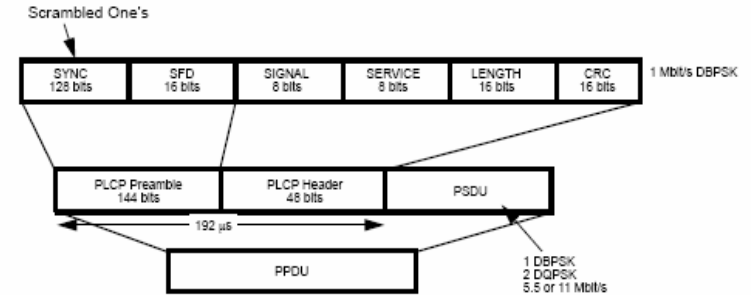 Scrambled One's
SYNC
128 bits
SFD
16 bits
SIGNAL
8 bits
SERVICE
8 bits
LENGTH
16 bits
CRC
16 bits
1 Mbit/s DBPSK
PLCP Preamble
144 bits
PLCP Header
48 bits
PSDU
192 µs
1 DBPSK
2 DQPSK
5.5 or 11 Mbit/s
PPDU